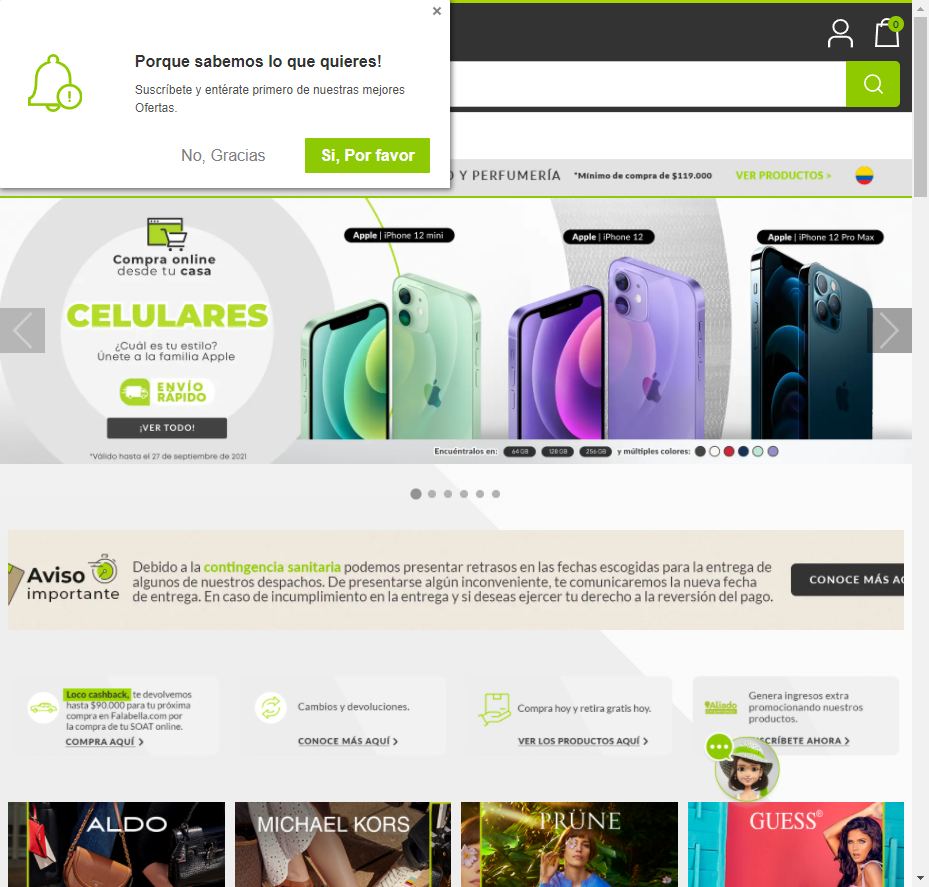 ×
0
Porque sabemos lo que quieres!
Suscríbete y entérate primero de nuestras mejores
Ofertas.
No, Gracias
Si, Por favor
Y PERFUMERÍA *Mínimo de compra de $119.000 VER PRODUCTOS >
Compra online
desde tu casa
CELULARES
¿Cuál es tu estilo?
Únete a la familia Apple
ENVÍO
RÁPIDO
¡VER TODO!
*Válido hasta el 27 de septiembre de 2021
Apple | iPhone 12 mini
Apple | iPhone 12
Apple | iPhone 12 Pro Max
Encuéntralos en: 64 GB 128 GB 256 GB y múltiples colores:
Aviso
importante
Debido a la contingencia sanitaria podemos presentar retrasos en las fechas escogidas para la entrega de
algunos de nuestros despachos. De presentarse algún inconveniente, te comunicaremos la nueva fecha
de entrega. En caso de incumplimiento en la entrega y si deseas ejercer tu derecho a la reversión del pago.
CONOCE MÁS AC
Loco cashback, te devolvemos
hasta $90.000 para tu próxima
compra en Falabella.com por
la compra de tu SOAT online.
COMPRA AQUÍ >
Cambios y devoluciones.
CONOCE MÁS AQUÍ >
Compra hoy y retira gratis hoy.
VER LOS PRODUCTOS AQUÍ >
Aliado
Genera ingresos extra
promocionando nuestros
productos.
SCRÍBETE AHORA >
ALDO
MICHAEL KORS
PRÜNE
GUESS®